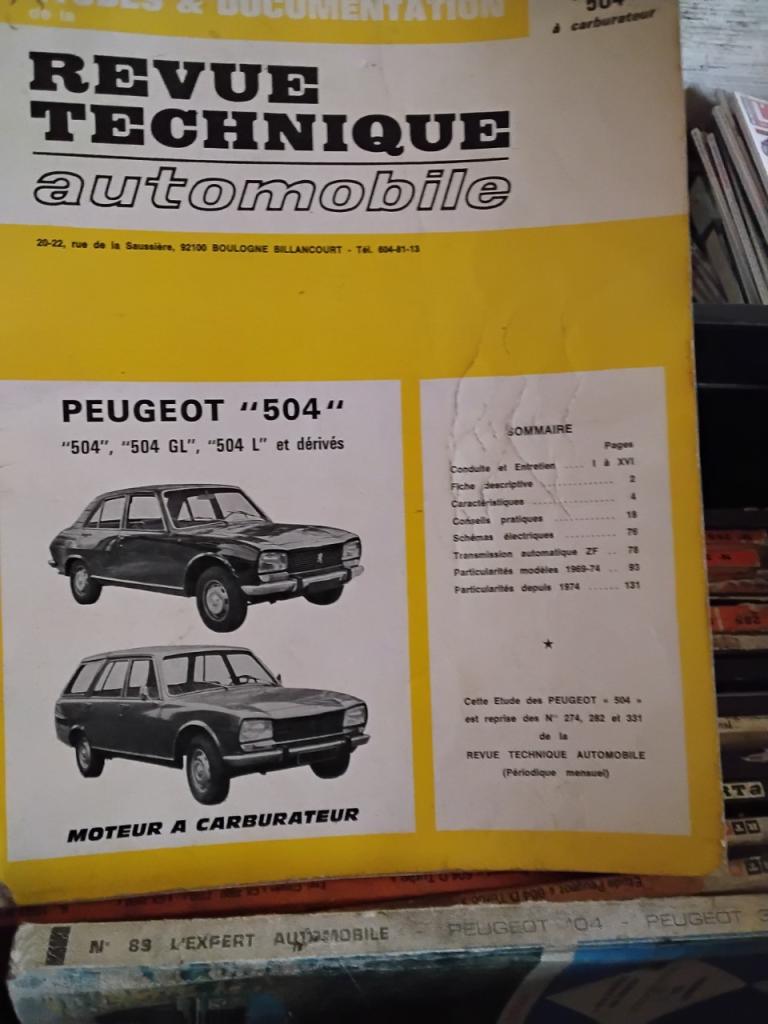 & DOCUMENTATION
de la
504
à carburateur
REVUE
TECHNIQUE
automobile
20-22, rue de la Saussière, 92100 BOULOGNE BILLANCOURT - Tél. 604-81-13
PEUGEOT "504"
"504", "504 GL", "504 L" et dérivés
MOTEUR A CARBURATEUR
SOMMAIRE
Pages
Conduite et Entretien .... I à XVI
Fiche descriptive .............. 2
Caractéristiques ................ 4
Conseils pratiques .............. 18
Schémas électriques ........... 76
Transmission automatique ZF .. 78
Particularités modèles 1969-74 .. 93
Particularités depuis 1974 ...... 131
★
Cette Etude des PEUGEOT « 504 »
est reprise des N°° 274, 282 et 331
de la
REVUE TECHNIQUE AUTOMOBILE
(Périodique mensuel)
N° 89 L'EXPERT AUTOMOBILE - PEUGEOT 104 - PEUGEOT